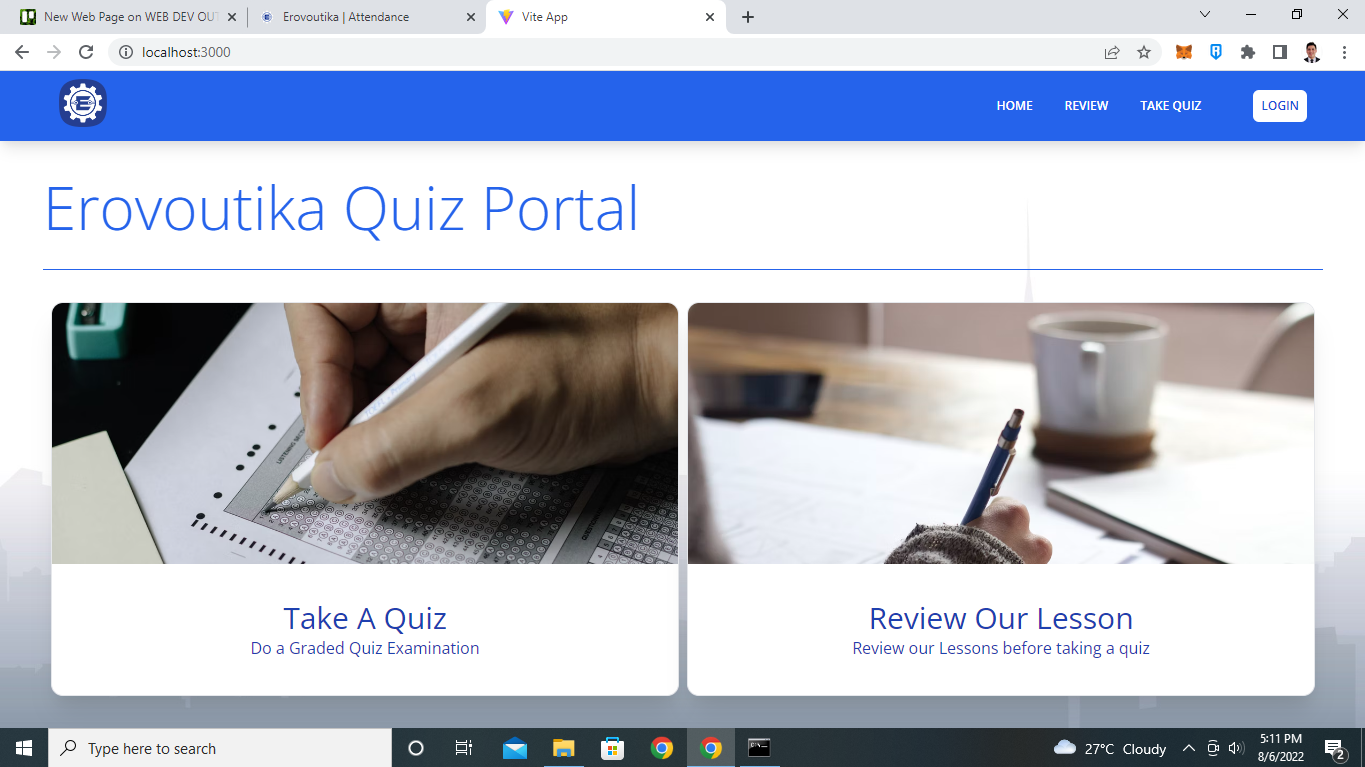 New Web Page on WEB DEV OUT
Erovoutika | Attendance
Vite App
localhost:3000
HOME
REVIEW
TAKE QUIZ
LOGIN
Erovoutika Quiz Portal
Take A Quiz
Do a Graded Quiz Examination
Review Our Lesson
Review our Lessons before taking a quiz
Type here to search
27°C Cloudy
5:11 PM
8/6/2022
2